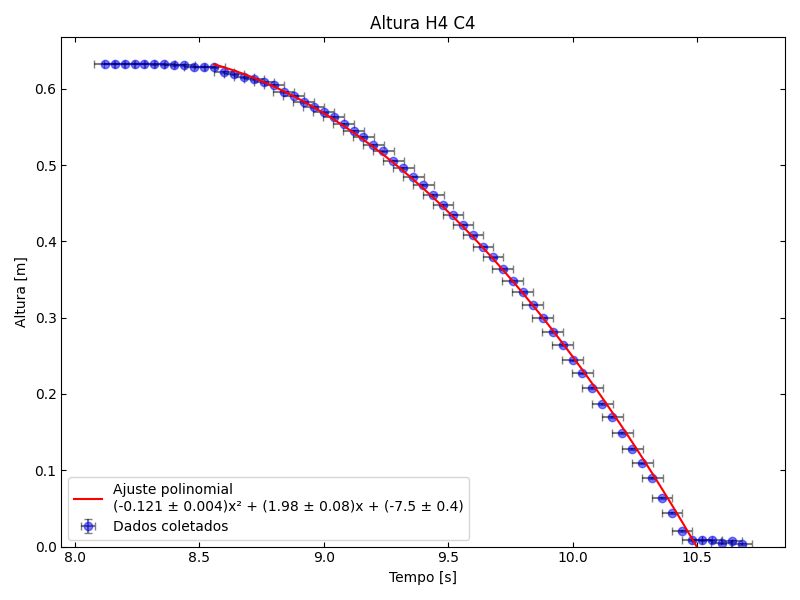 Altura H4 C4
Altura [m]
0.6
0.5
0.4
0.3
0.2
0.1
0.0
Ajuste polinomial
(-0.121 ± 0.004)x² + (1.98 ± 0.08)x + (-7.5 ± 0.4)
Dados coletados
8.0 8.5 9.0 9.5 10.0 10.5
Tempo [s]